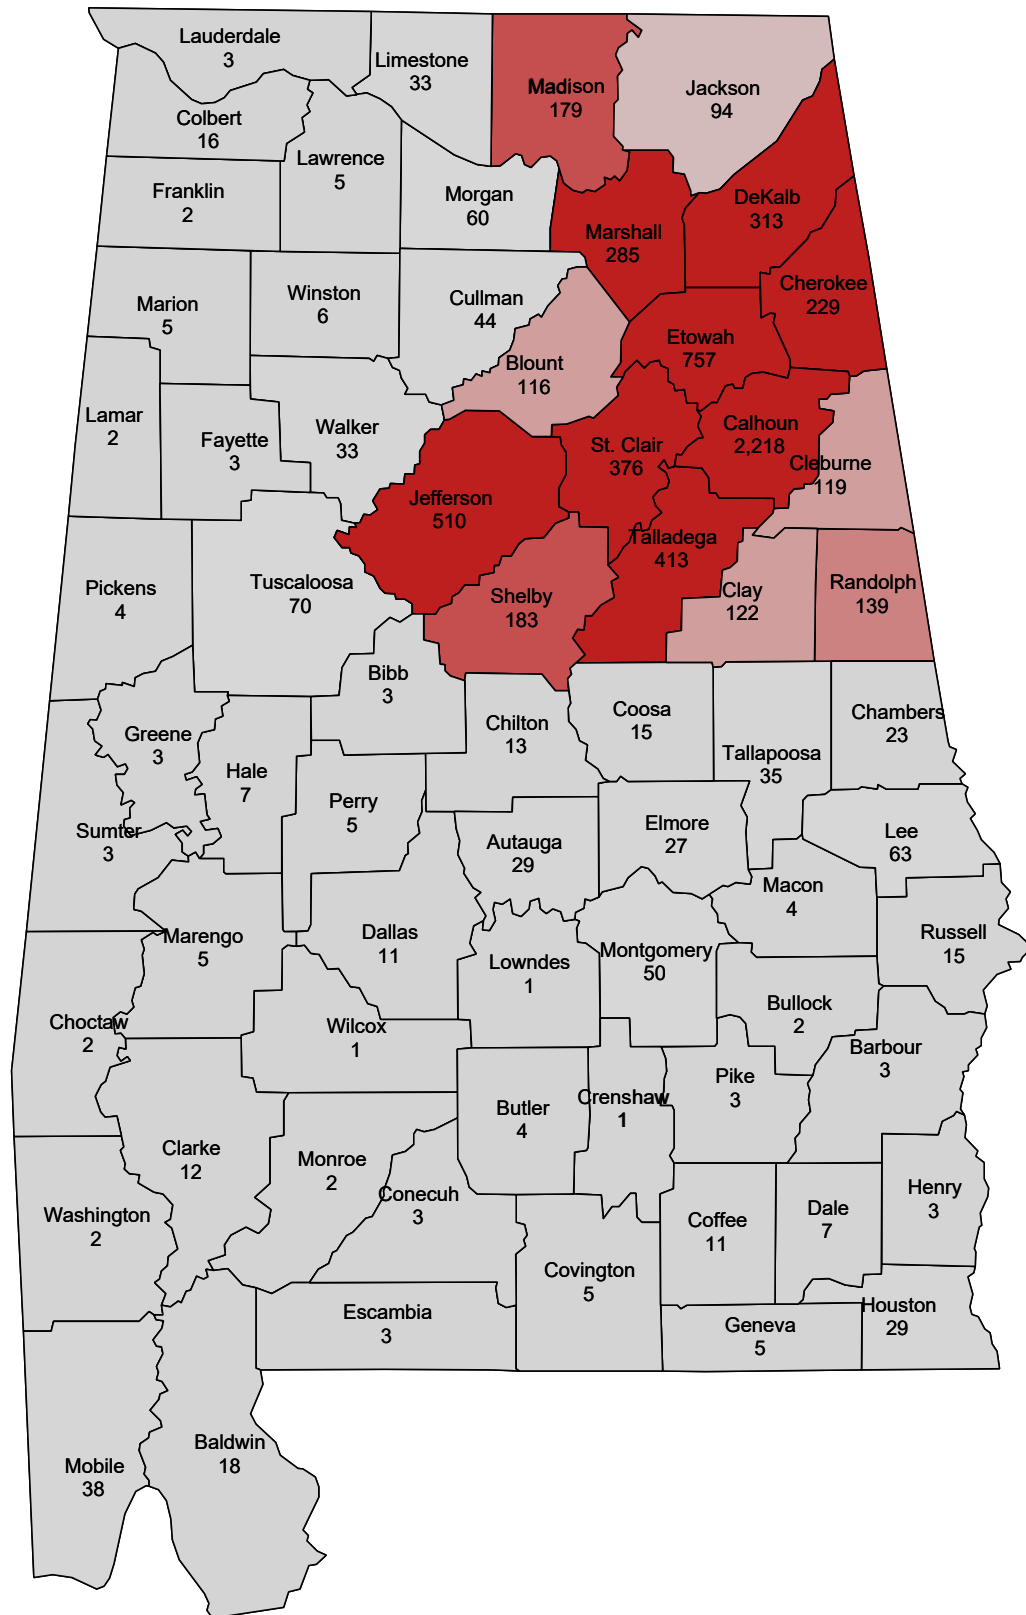 Lauderdale
3
Limestone
33
Madison
179
Jackson
94
Colbert
16
Lawrence
5
Franklin
2
Morgan
60
DeKalb
313
Marshall
285
Cherokee
229
Marion
5
Winston
6
Cullman
44
Etowah
757
Blount
116
Lamar
2
Fayette
3
Walker
33
St. Clair
376
Calhoun
2,218
Cleburne
119
Jefferson
510
Talladega
413
Pickens
4
Tuscaloosa
70
Shelby
183
Clay
122
Randolph
139
Bibb
3
Greene
3
Hale
7
Chilton
13
Coosa
15
Tallapoosa
35
Chambers
23
Sumter
3
Perry
5
Autauga
29
Elmore
27
Lee
63
Macon
4
Marengo
5
Dallas
11
Lowndes
1
Montgomery
50
Russell
15
Choctaw
2
Wilcox
1
Bullock
2
Barbour
3
Butler
4
Crenshaw
1
Pike
3
Clarke
12
Monroe
2
Conecuh
3
Washington
2
Coffee
11
Dale
7
Henry
3
Covington
5
Escambia
3
Geneva
5
Houston
29
Mobile
38
Baldwin
18